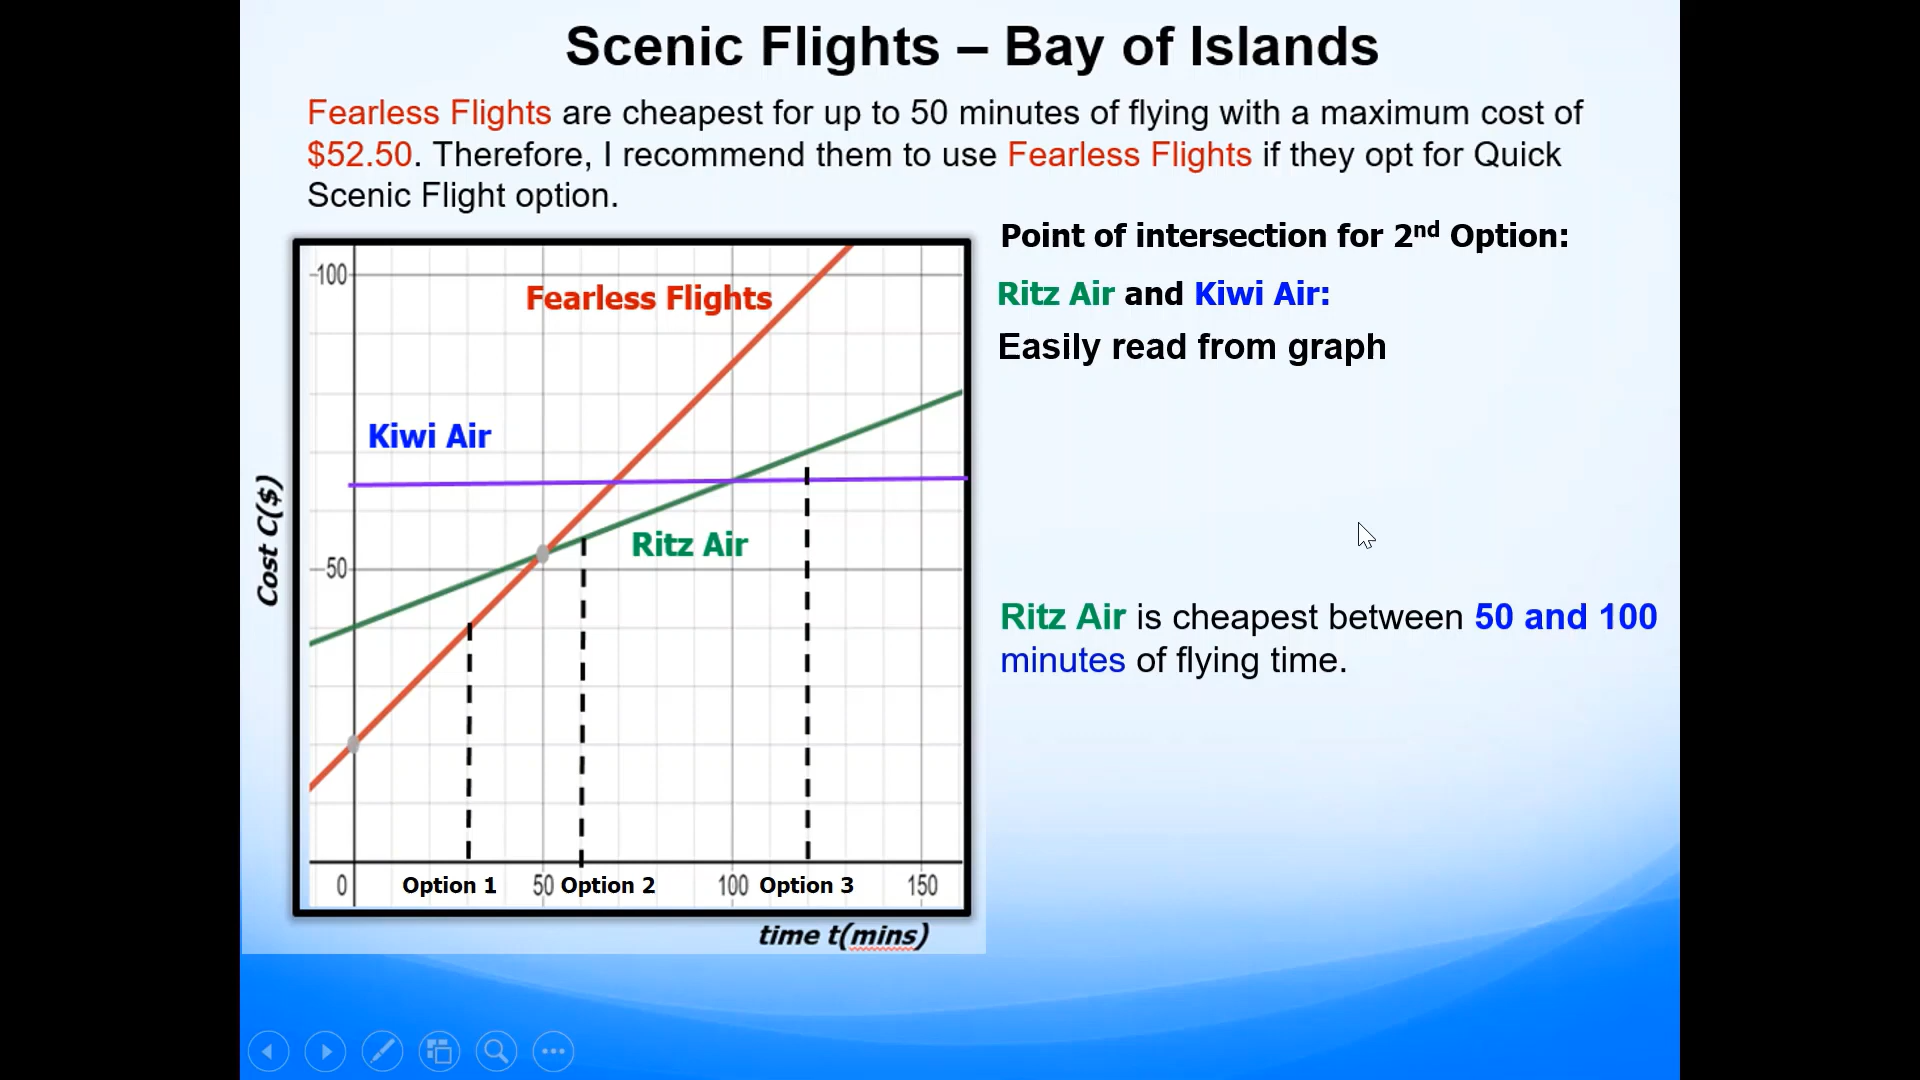 Scenic Flights – Bay of Islands
Fearless Flights are cheapest for up to 50 minutes of flying with a maximum cost of
$52.50. Therefore, I recommend them to use Fearless Flights if they opt for Quick
Scenic Flight option.
Point of intersection for 2nd Option:
Ritz Air and Kiwi Air:
Easily read from graph
Ritz Air is cheapest between 50 and 100
minutes of flying time.
100
Fearless Flights
Kiwi Air
Ritz Air
50
Cost C($)
0 Option 1 50 Option 2 100 Option 3 150
time t(mins)